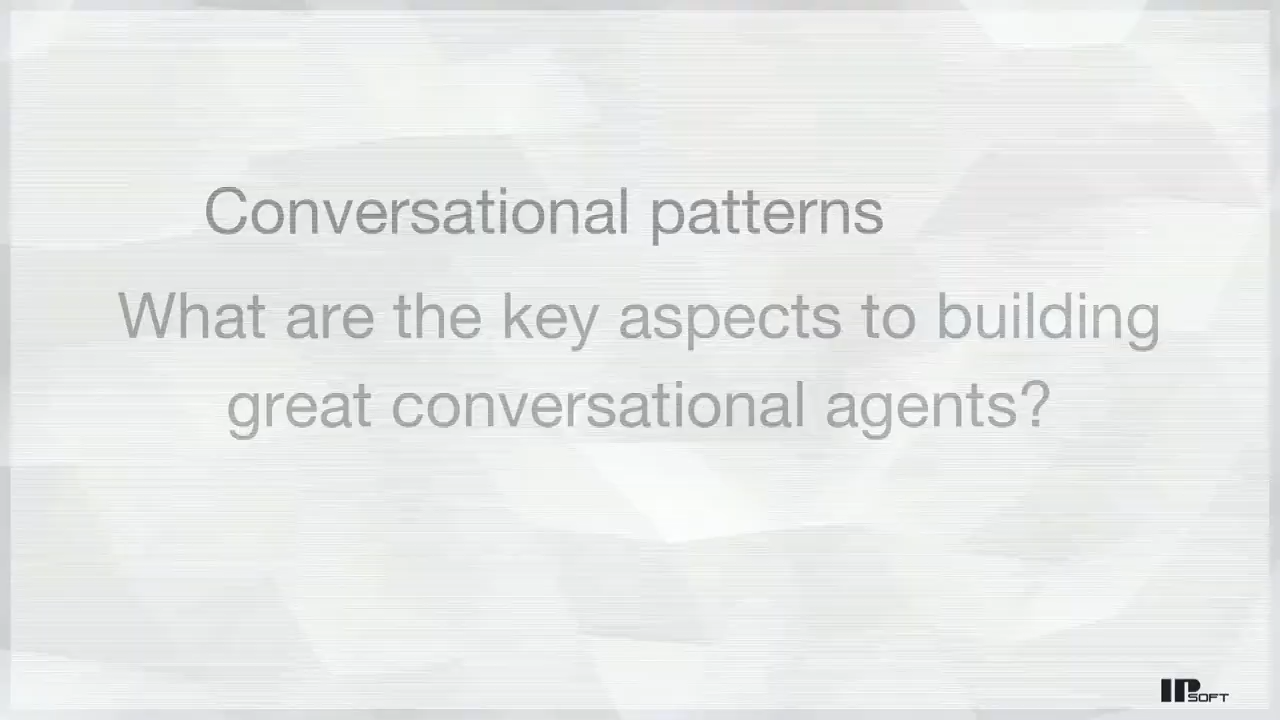 Conversational patterns
What are the key aspects to building
great conversational agents?
IPSOFT